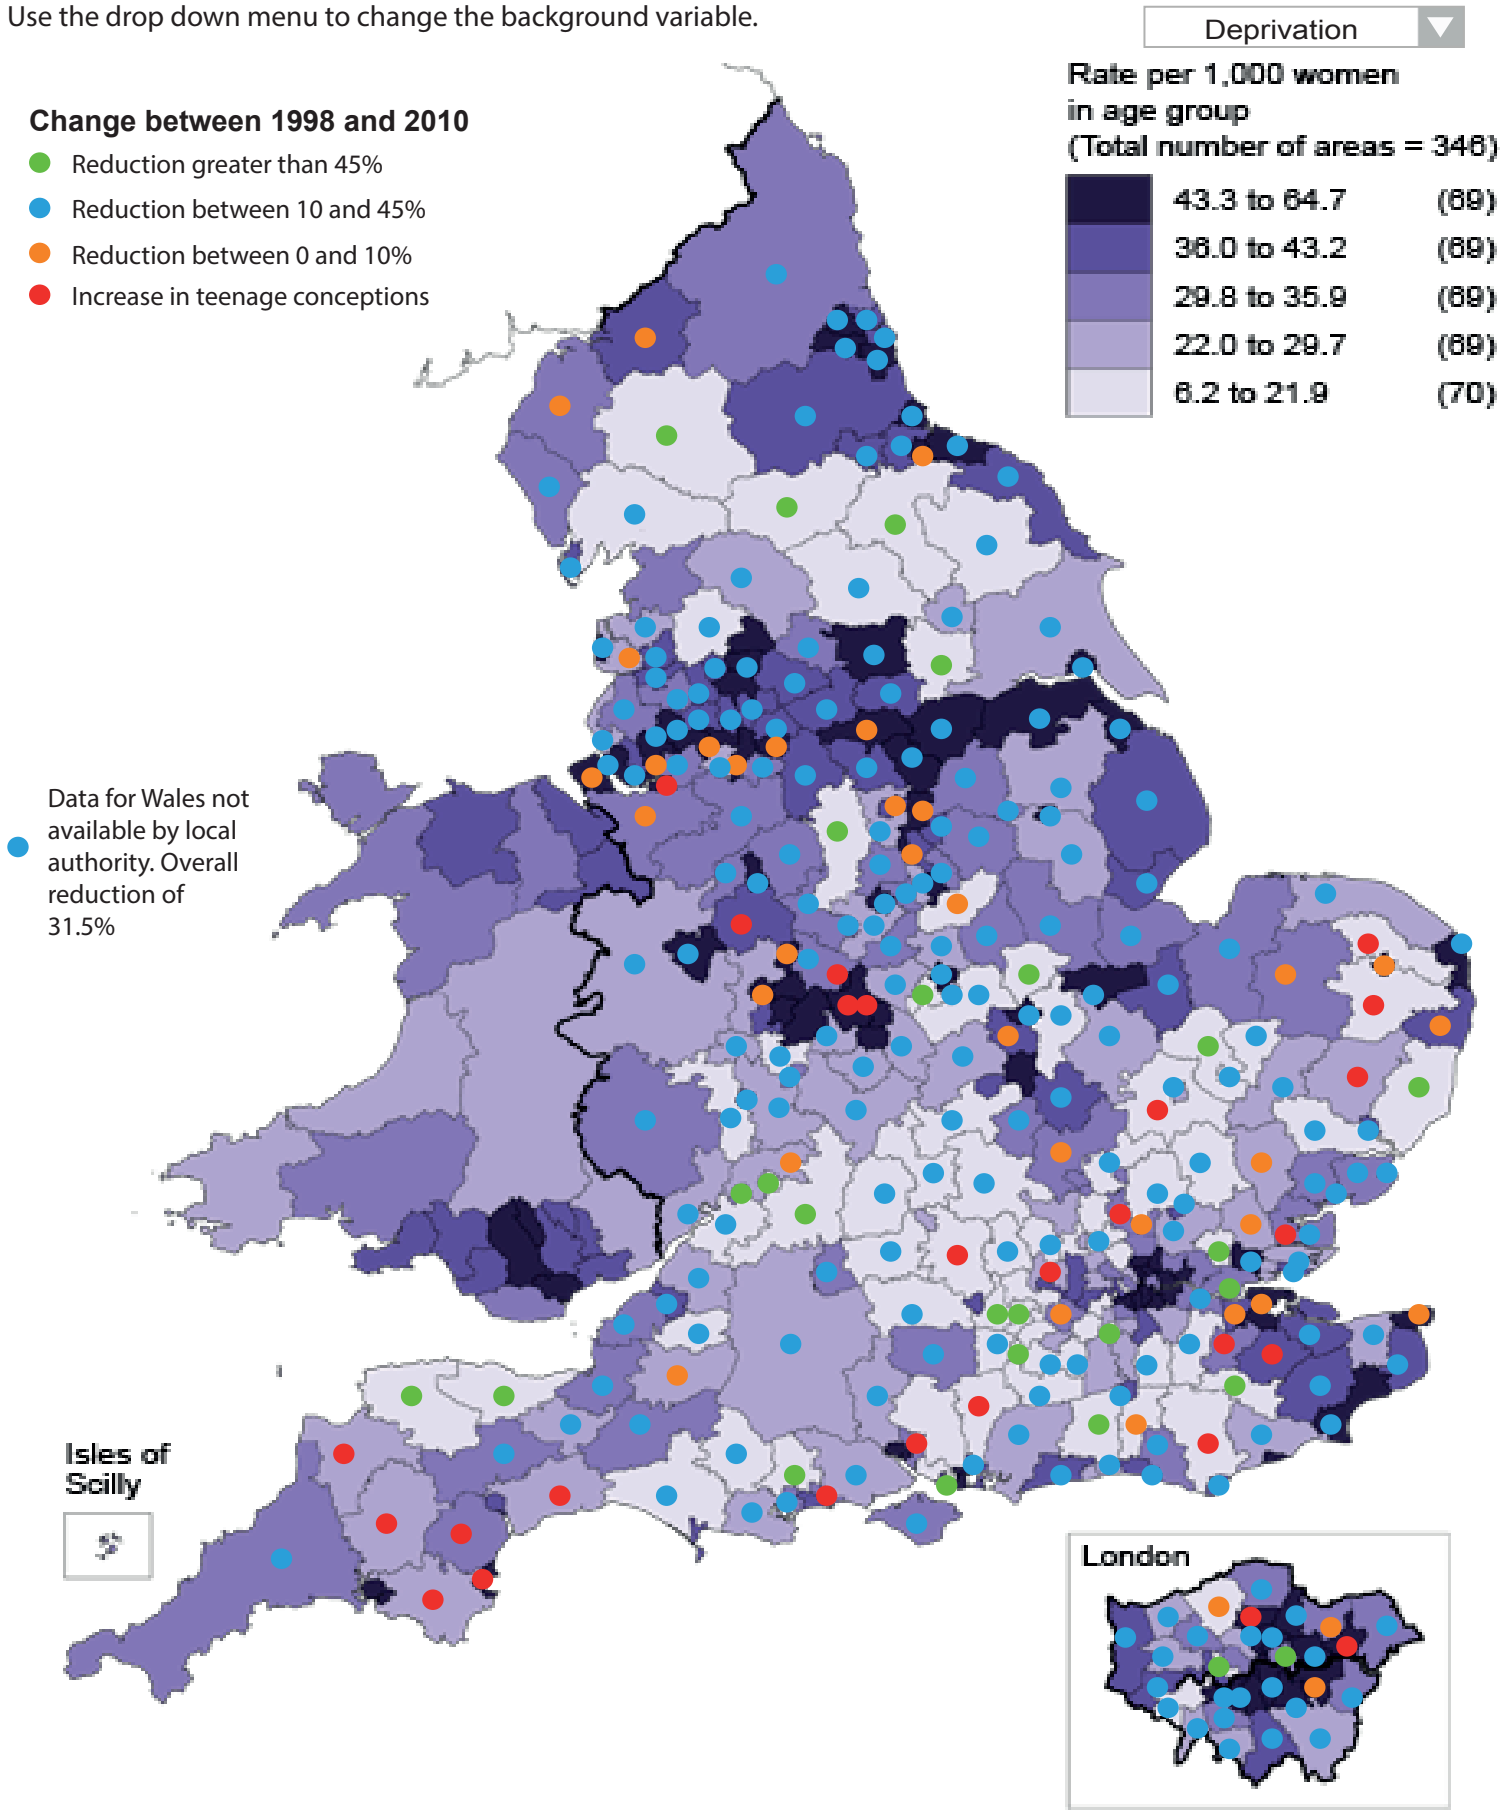 Use the drop down menu to change the background variable.
Deprivation
Rate per 1,000 women
in age group
(Total number of areas = 346)
43.3 to 64.7 (69)
36.0 to 43.2 (69)
29.8 to 35.9 (69)
22.0 to 29.7 (69)
6.2 to 21.9 (70)
Change between 1998 and 2010
Reduction greater than 45%
Reduction between 10 and 45%
Reduction between 0 and 10%
Increase in teenage conceptions
Data for Wales not
available by local
authority. Overall
reduction of
31.5%
Isles of
Scilly
London